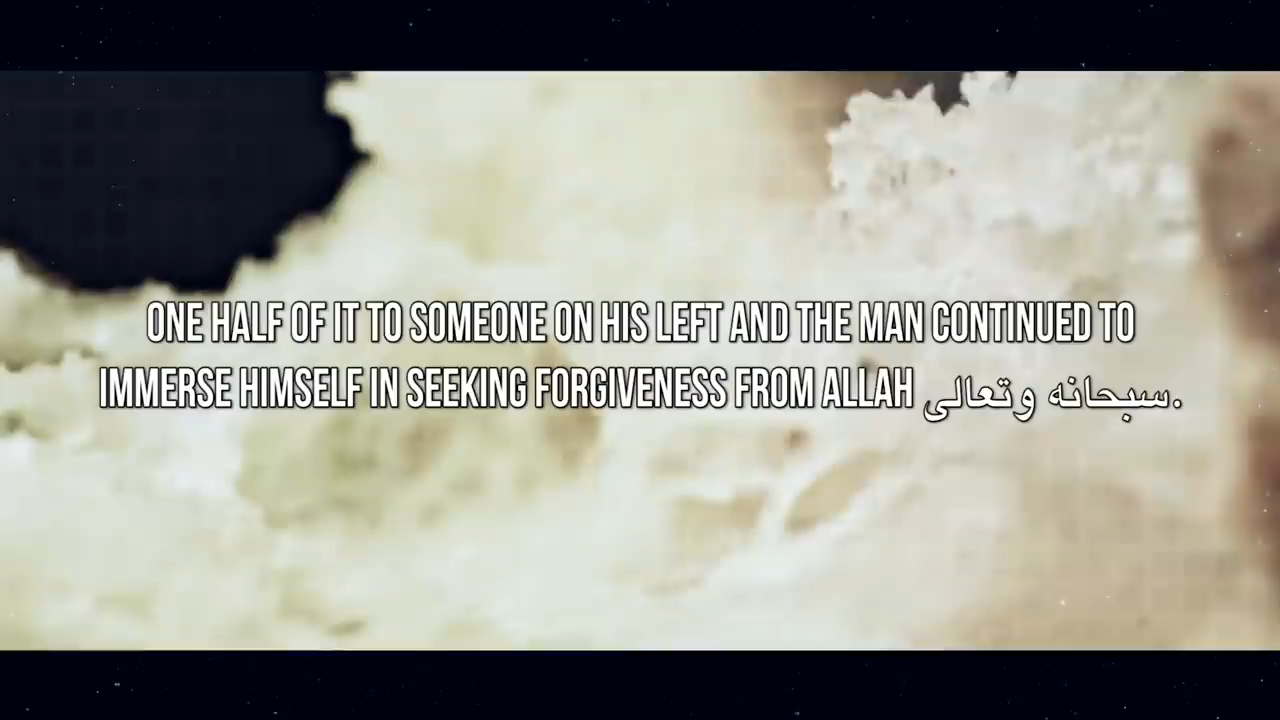 ONE HALF OF IT TO SOMEONE ON HIS LEFT AND THE MAN CONTINUED TO
IMMERSE HIMSELF IN SEEKING FORGIVENESS FROM ALLAH سبحانه وتعالى.